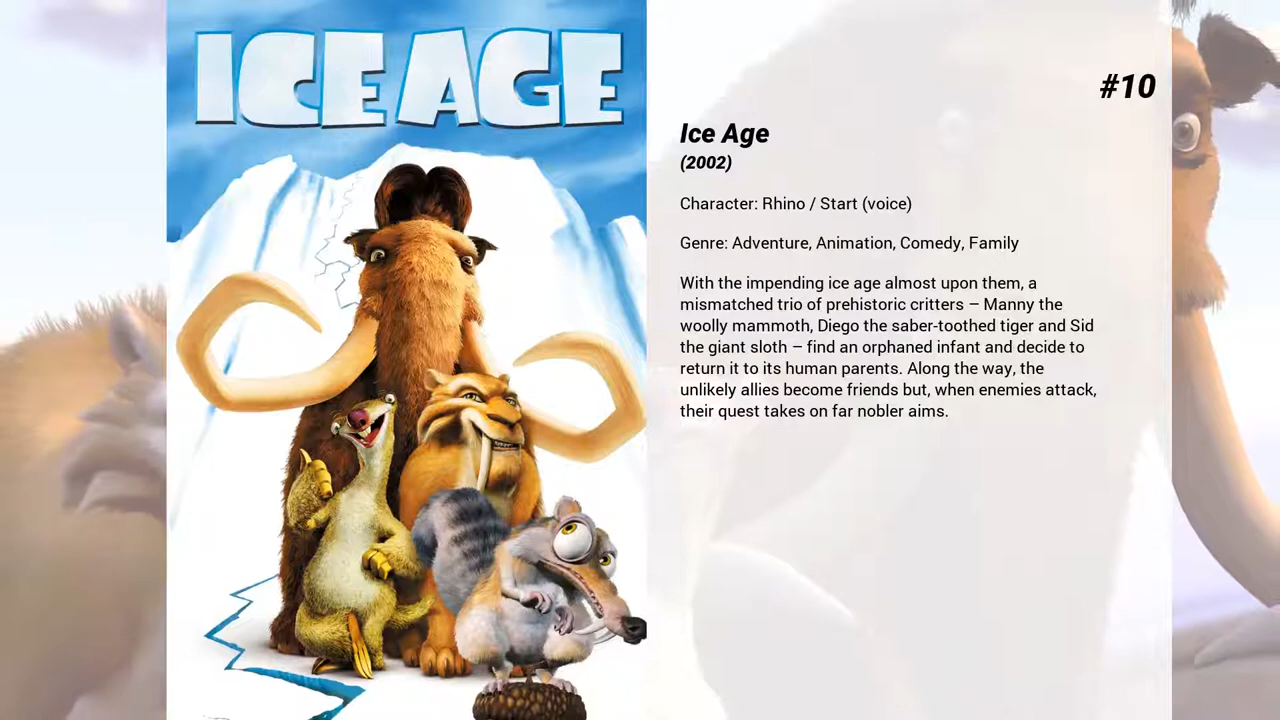 ICE AGE
#10
Ice Age
(2002)
Character: Rhino / Start (voice)
Genre: Adventure, Animation, Comedy, Family
With the impending ice age almost upon them, a
mismatched trio of prehistoric critters – Manny the
woolly mammoth, Diego the saber-toothed tiger and Sid
the giant sloth – find an orphaned infant and decide to
return it to its human parents. Along the way, the
unlikely allies become friends but, when enemies attack,
their quest takes on far nobler aims.